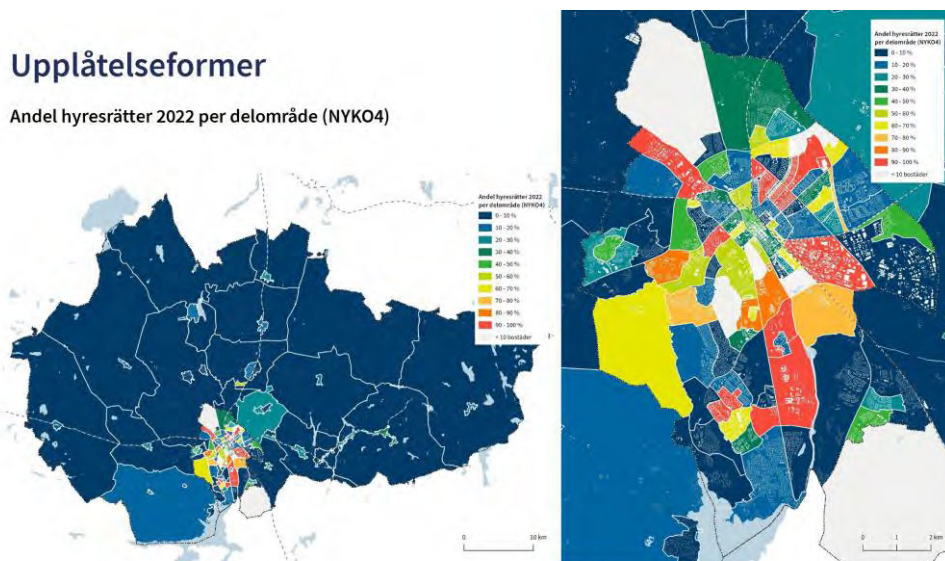 Upplåtelseformer
Andel hyresrätter 2022 per delområde (NYKO4)
Andel hyresrätter 2022
per delområde (NYKO4)
0 - 10 %
10 - 20 %
20 - 30 %
30 - 40 %
40 - 50 %
50 - 60 %
60 - 70 %
70 - 80 %
80 - 90 %
90 - 100 %
< 10 bostäder
0 10 km
Andel hyresrätter 2022
per delområde (NYKO4)
0 - 10 %
10 - 20 %
20 - 30 %
30 - 40 %
40 - 50 %
50 - 60 %
60 - 70 %
70 - 80 %
80 - 90 %
90 - 100 %
< 10 bostäder
0 1 2 km